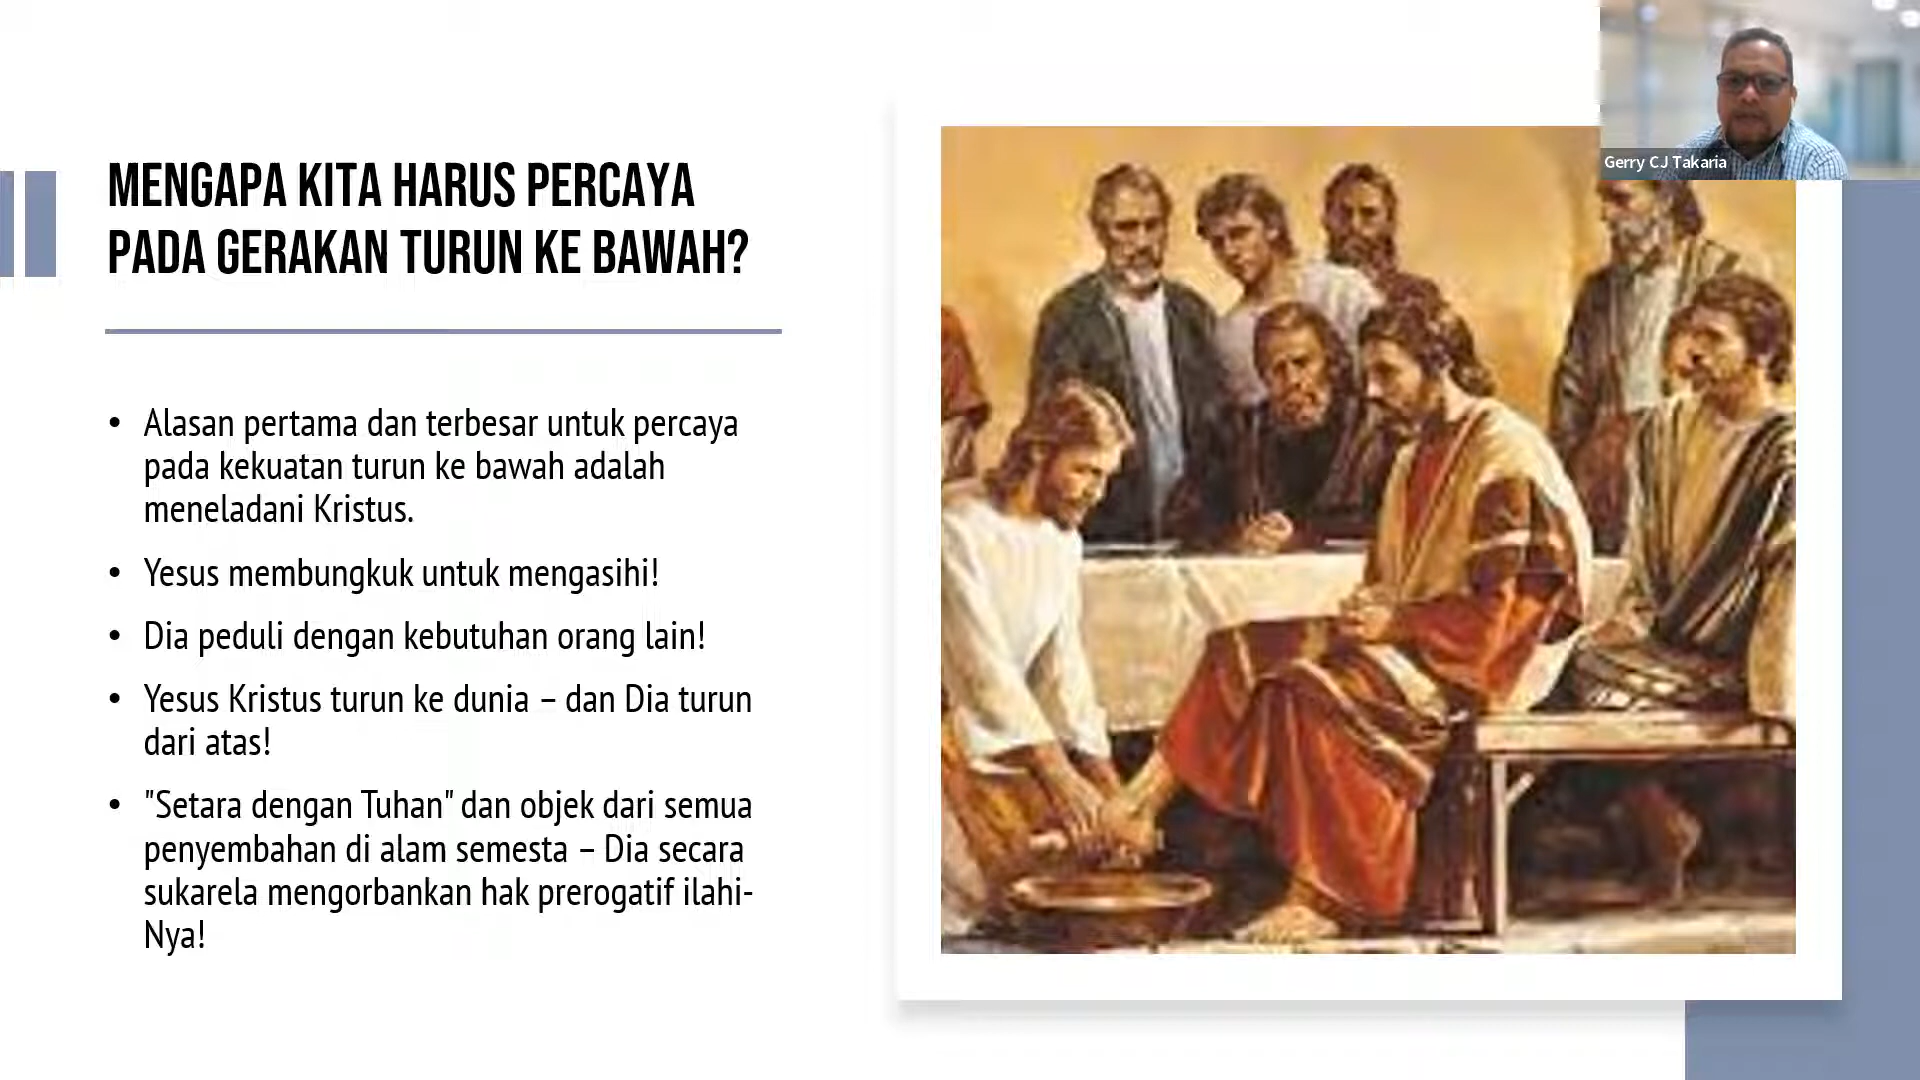 MENGAPA KITA HARUS PERCAYA
PADA GERAKAN TURUN KE BAWAH?
• Alasan pertama dan terbesar untuk percaya
pada kekuatan turun ke bawah adalah
meneladani Kristus.
• Yesus membungkuk untuk mengasihi!
• Dia peduli dengan kebutuhan orang lain!
• Yesus Kristus turun ke dunia – dan Dia turun
dari atas!
• "Setara dengan Tuhan" dan objek dari semua
penyembahan di alam semesta – Dia secara
sukarela mengorbankan hak prerogatif ilahi-
Nya!
Gerry CJ Takaria